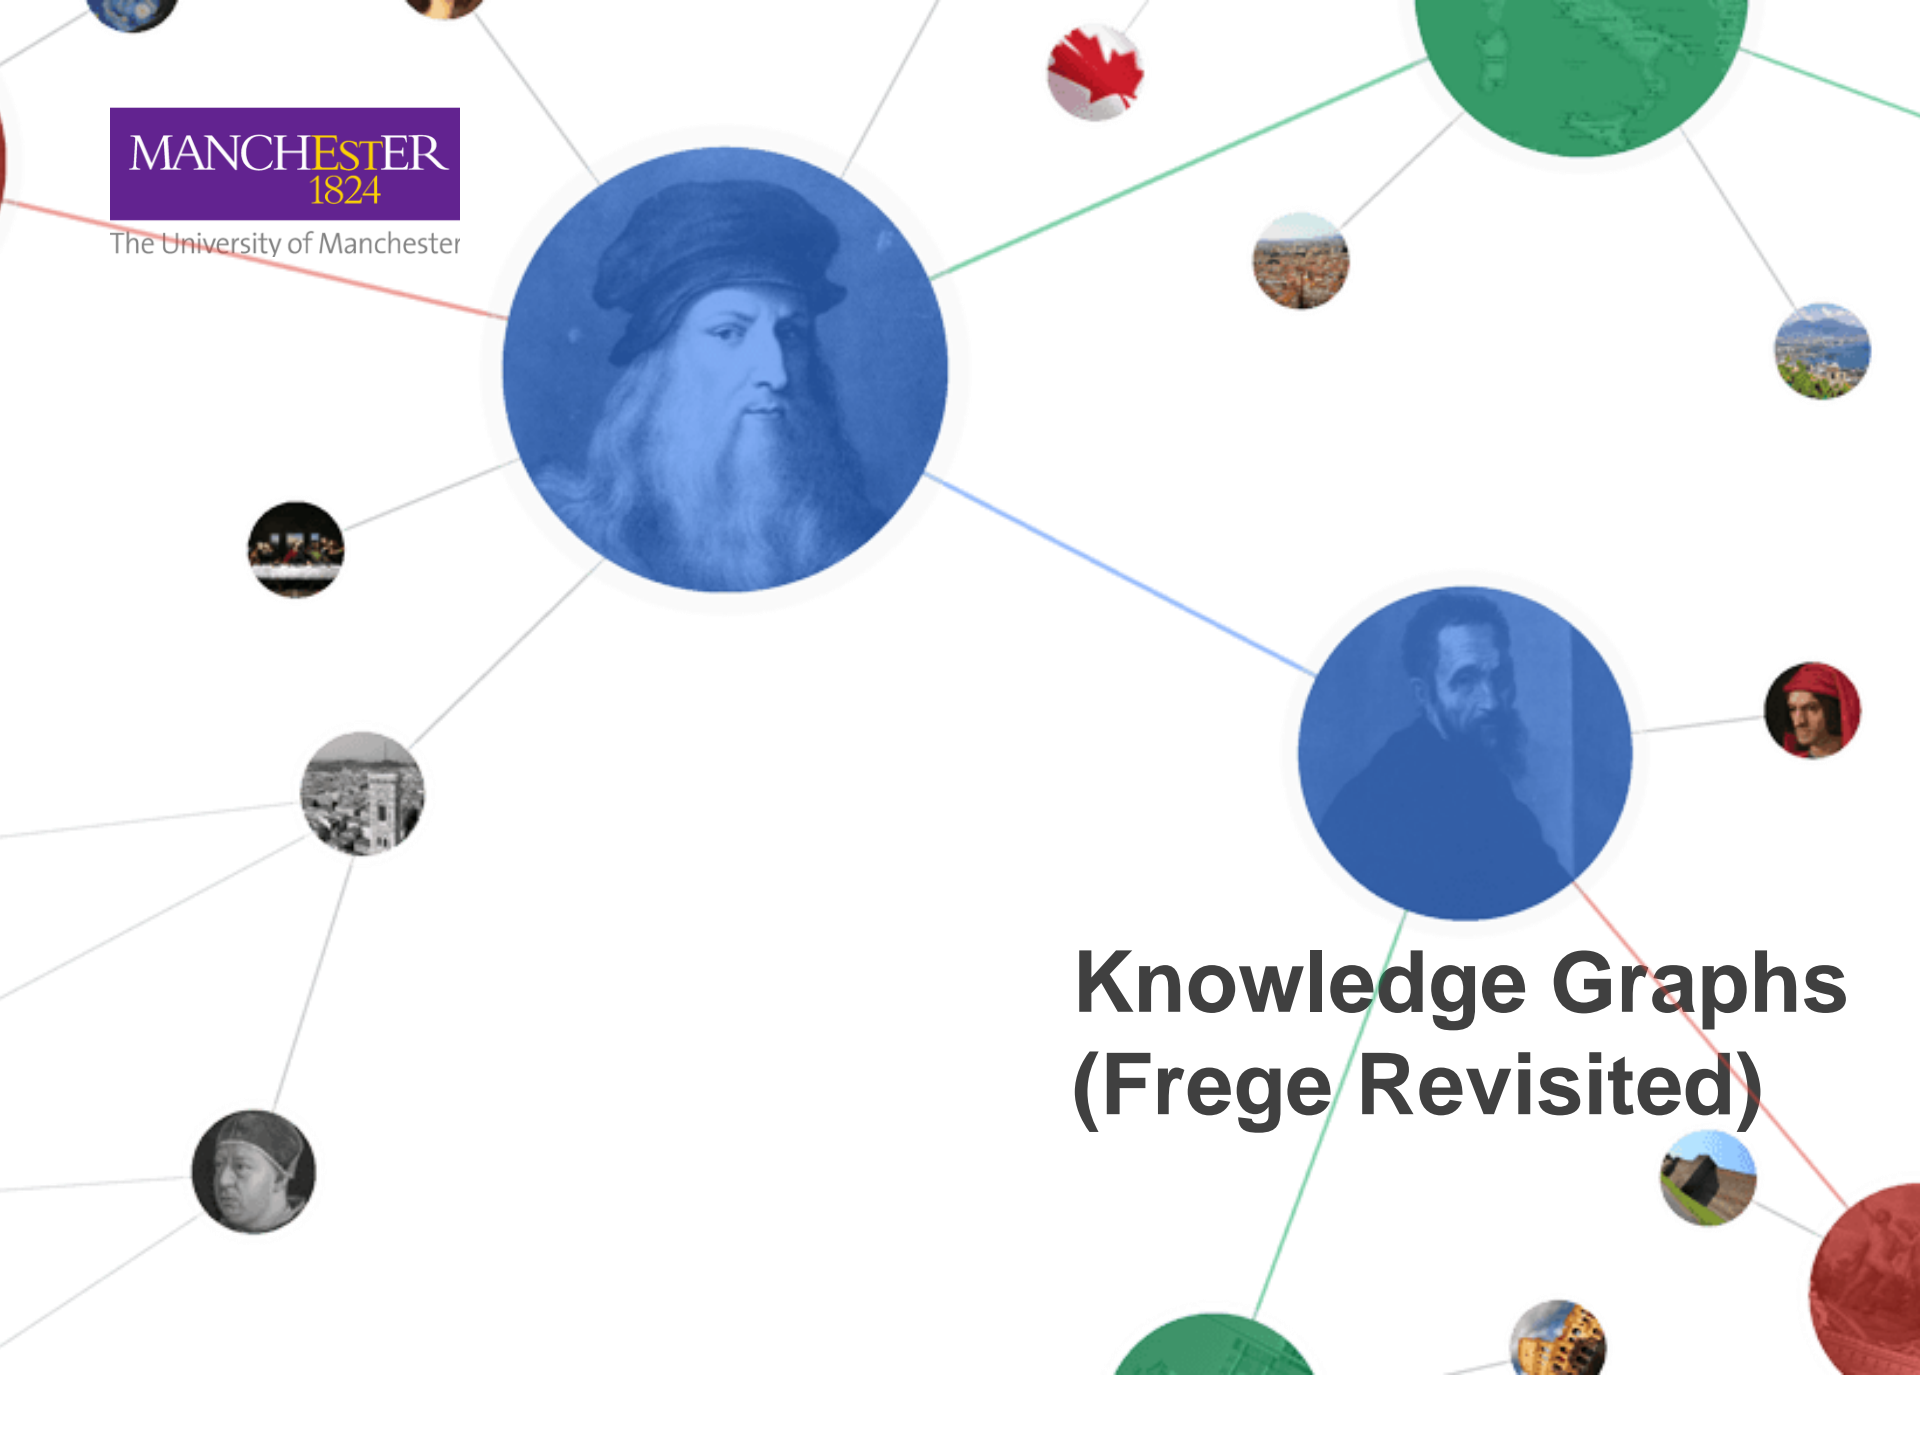 MANCHESTER
1824
The University of Manchester
Knowledge Graphs
(Frege Revisited)